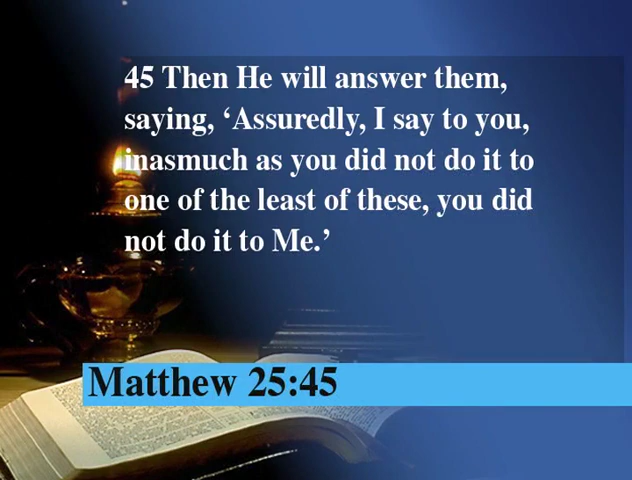 45 Then He will answer them,
saying, ‘Assuredly, I say to you,
inasmuch as you did not do it to
one of the least of these, you did
not do it to Me.’
Matthew 25:45